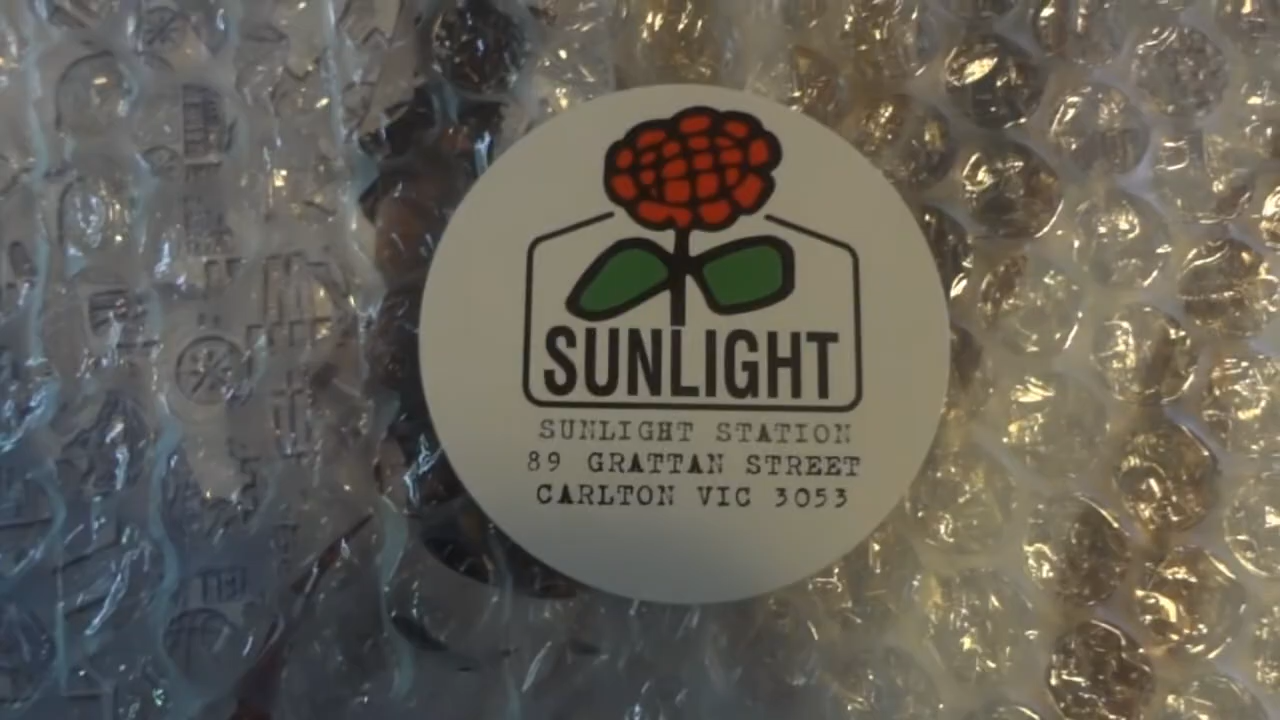 SUNLIGHT
SUNLIGHT STATION
89 GRATTAN STREET
CARLTON VIC 3053